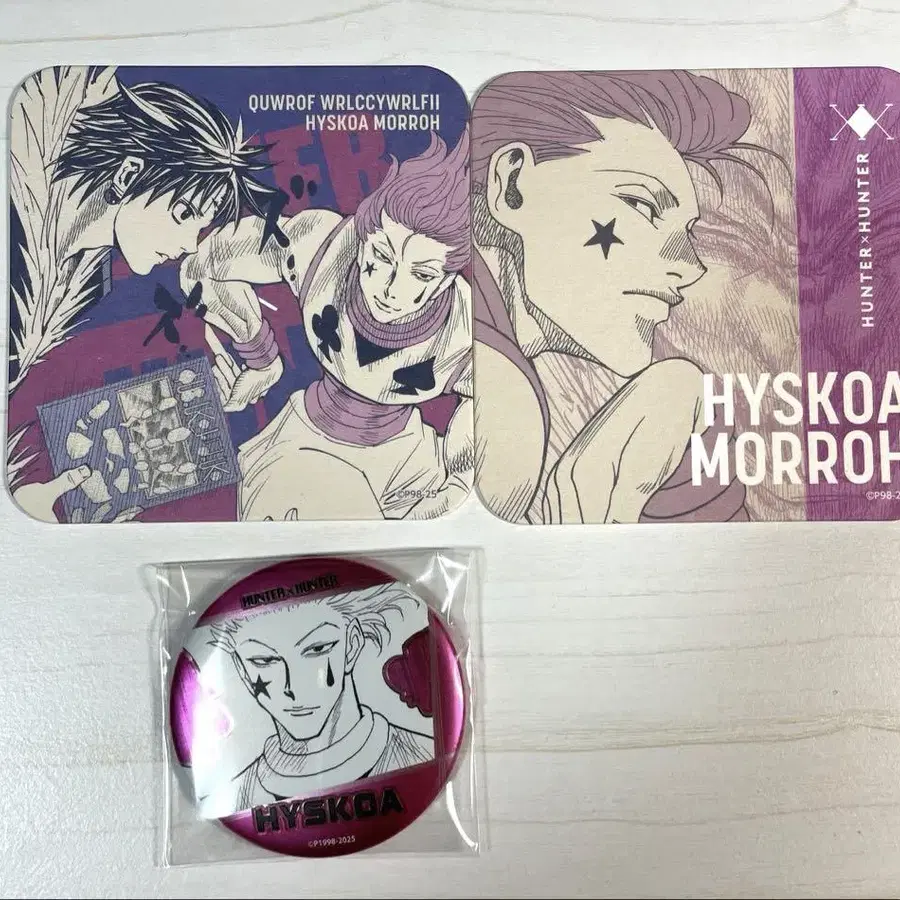 QUWROF WRLCCYWRLFII
HYSKOA MORROH
©P98-25
HUNTER×HUNTER
HYSKOA
MORROH
©P98-2
HUNTER×HUNTER
HYSKOA
©P1998-2025